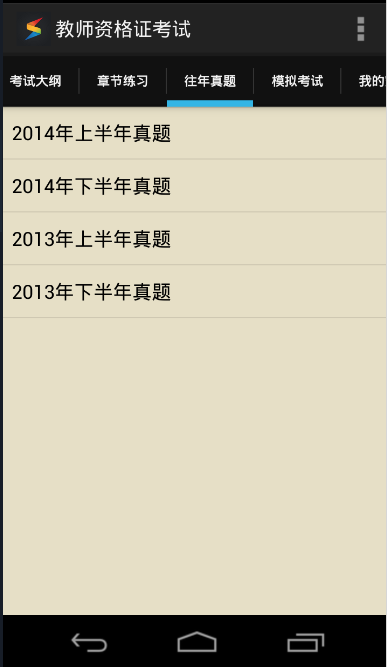 教师资格证考试
考试大纲 章节练习 往年真题 模拟考试 我的
2014年上半年真题
2014年下半年真题
2013年上半年真题
2013年下半年真题